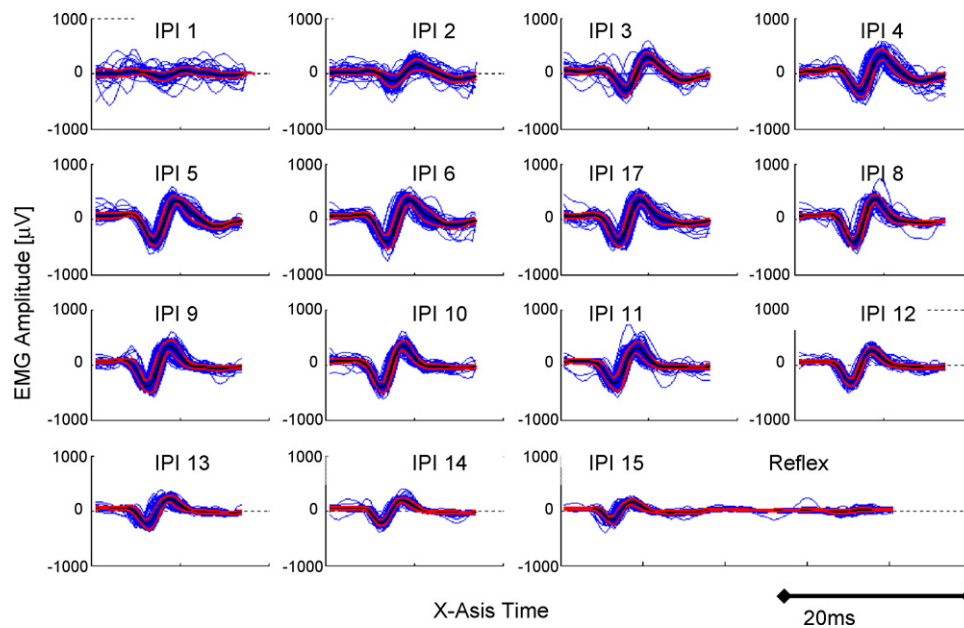 1000 IPI 1 IPI 2 1000 IPI 3 1000 IPI 4
0 0 0 0
-1000 -1000 -1000 -1000
1000 IPI 5 1000 IPI 6 1000 IPI 17 1000 IPI 8
0 0 0 0
-1000 -1000 -1000 -1000
1000 IPI 9 1000 IPI 10 1000 IPI 11 1000 IPI 12
0 0 0 0
-1000 -1000 -1000 -1000
1000 IPI 13 1000 IPI 14 1000 IPI 15 Reflex
0 0 0
-1000 -1000 -1000
EMG Amplitude [µV]
X-Asis Time
20ms